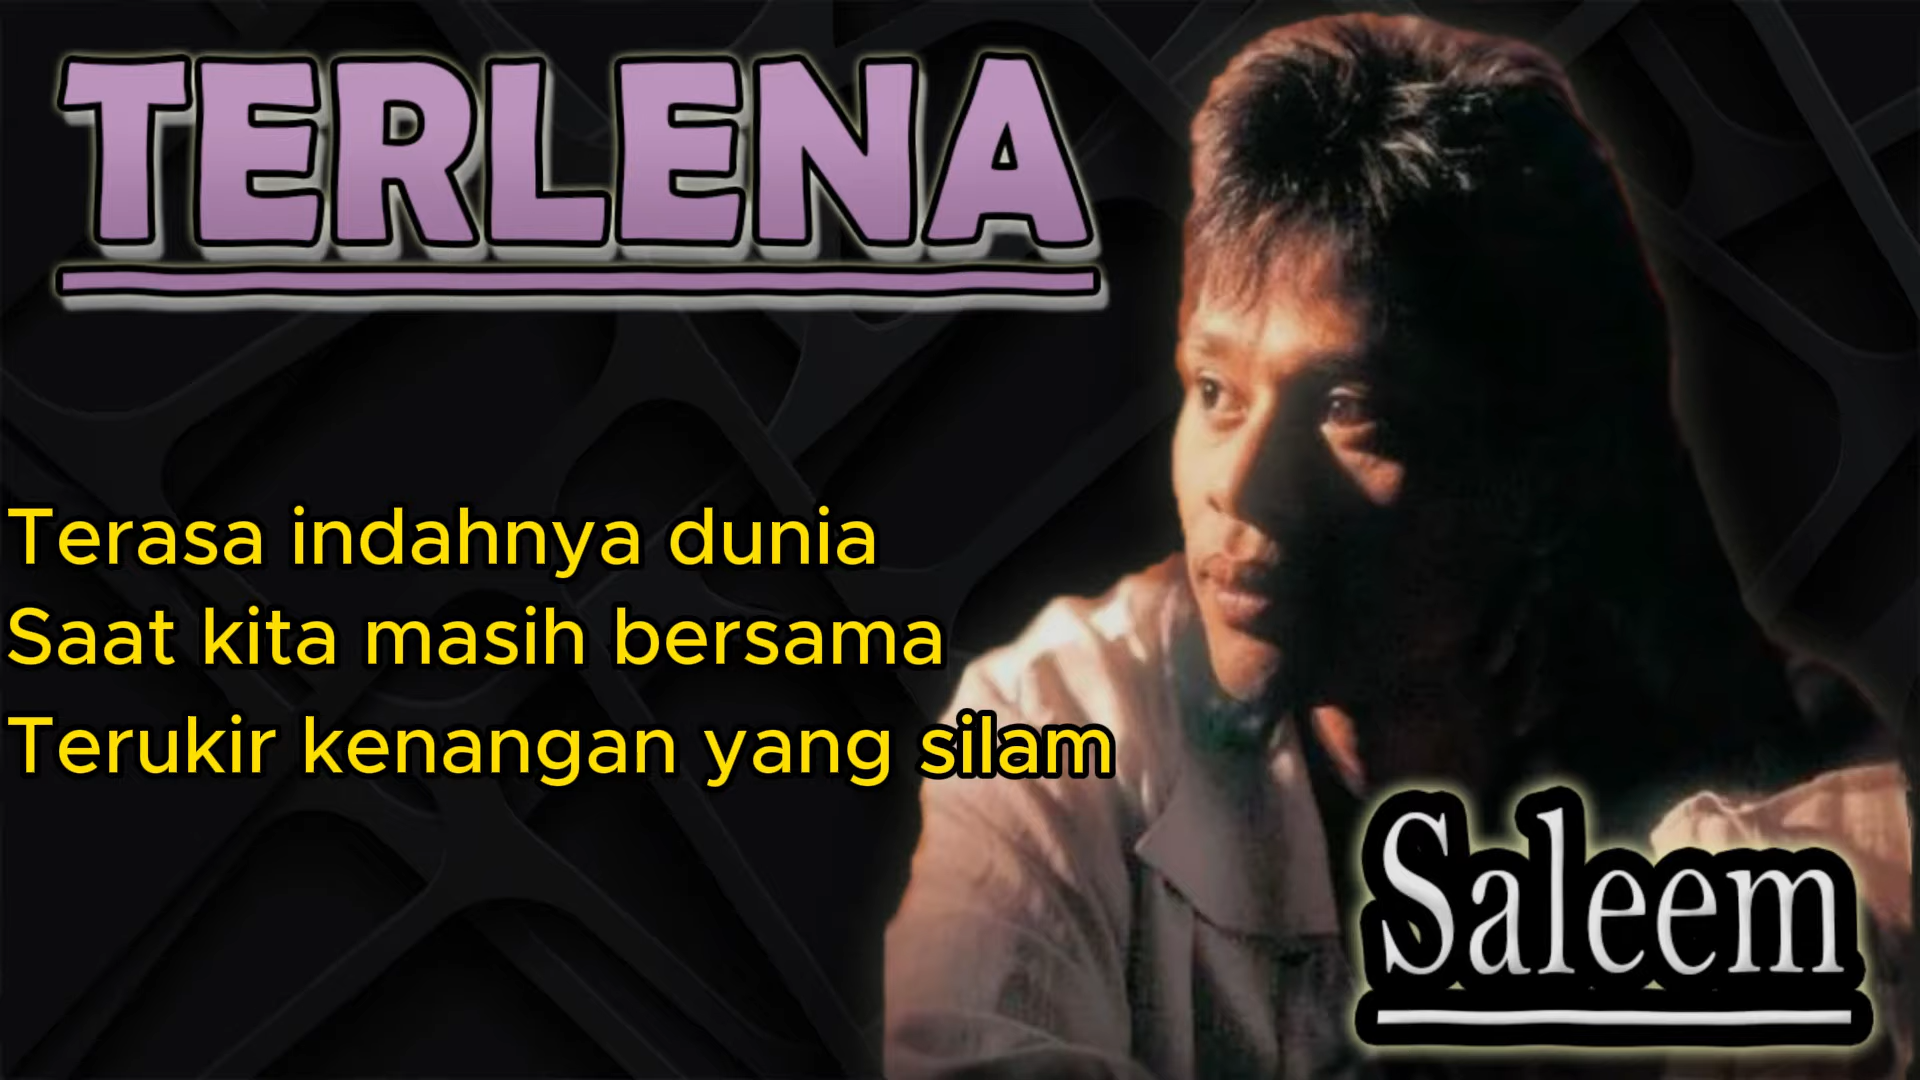 TERLENA
Terasa indahnya dunia
Saat kita masih bersama
Terukir kenangan yang silam
Saleem